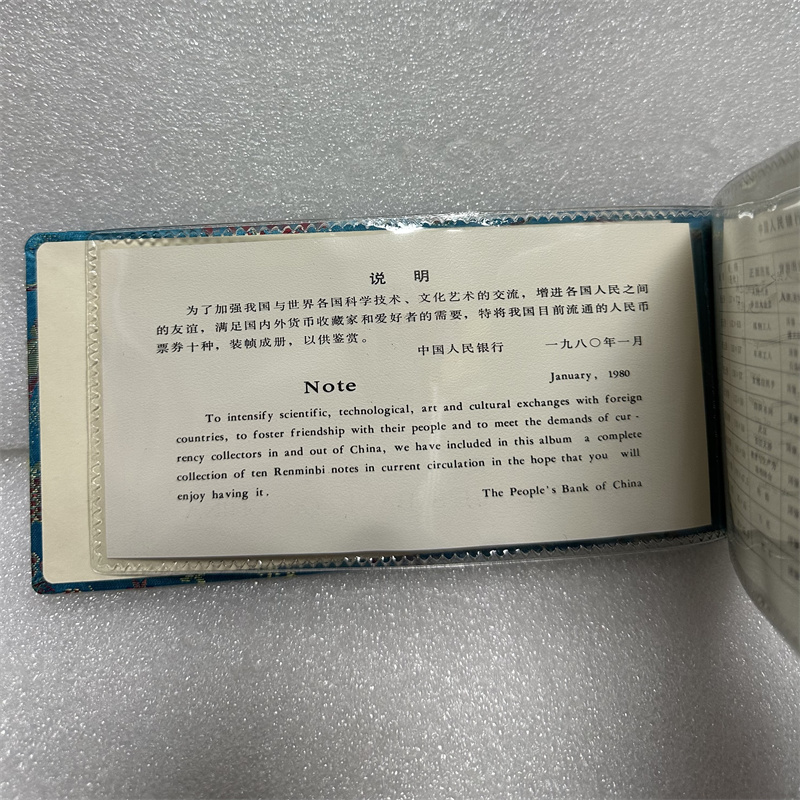 说 明
为了加强我国与世界各国科学技术、文化艺术的交流，增进各国人民之间
的友谊，满足国内外货币收藏家和爱好者的需要，特将我国目前流通的人民币
票券十种，装帧成册，以供鉴赏。
中国人民银行 一九八〇年一月
Note
January, 1980
To intensify scientific, technological, art and cultural exchanges with foreign
countries, to foster friendship with their people and to meet the demands of cur -
rency collectors in and out of China, we have included in this album a complete
collection of ten Renminbi notes in current circulation in the hope that you will
enjoy having it.
The People's Bank of China